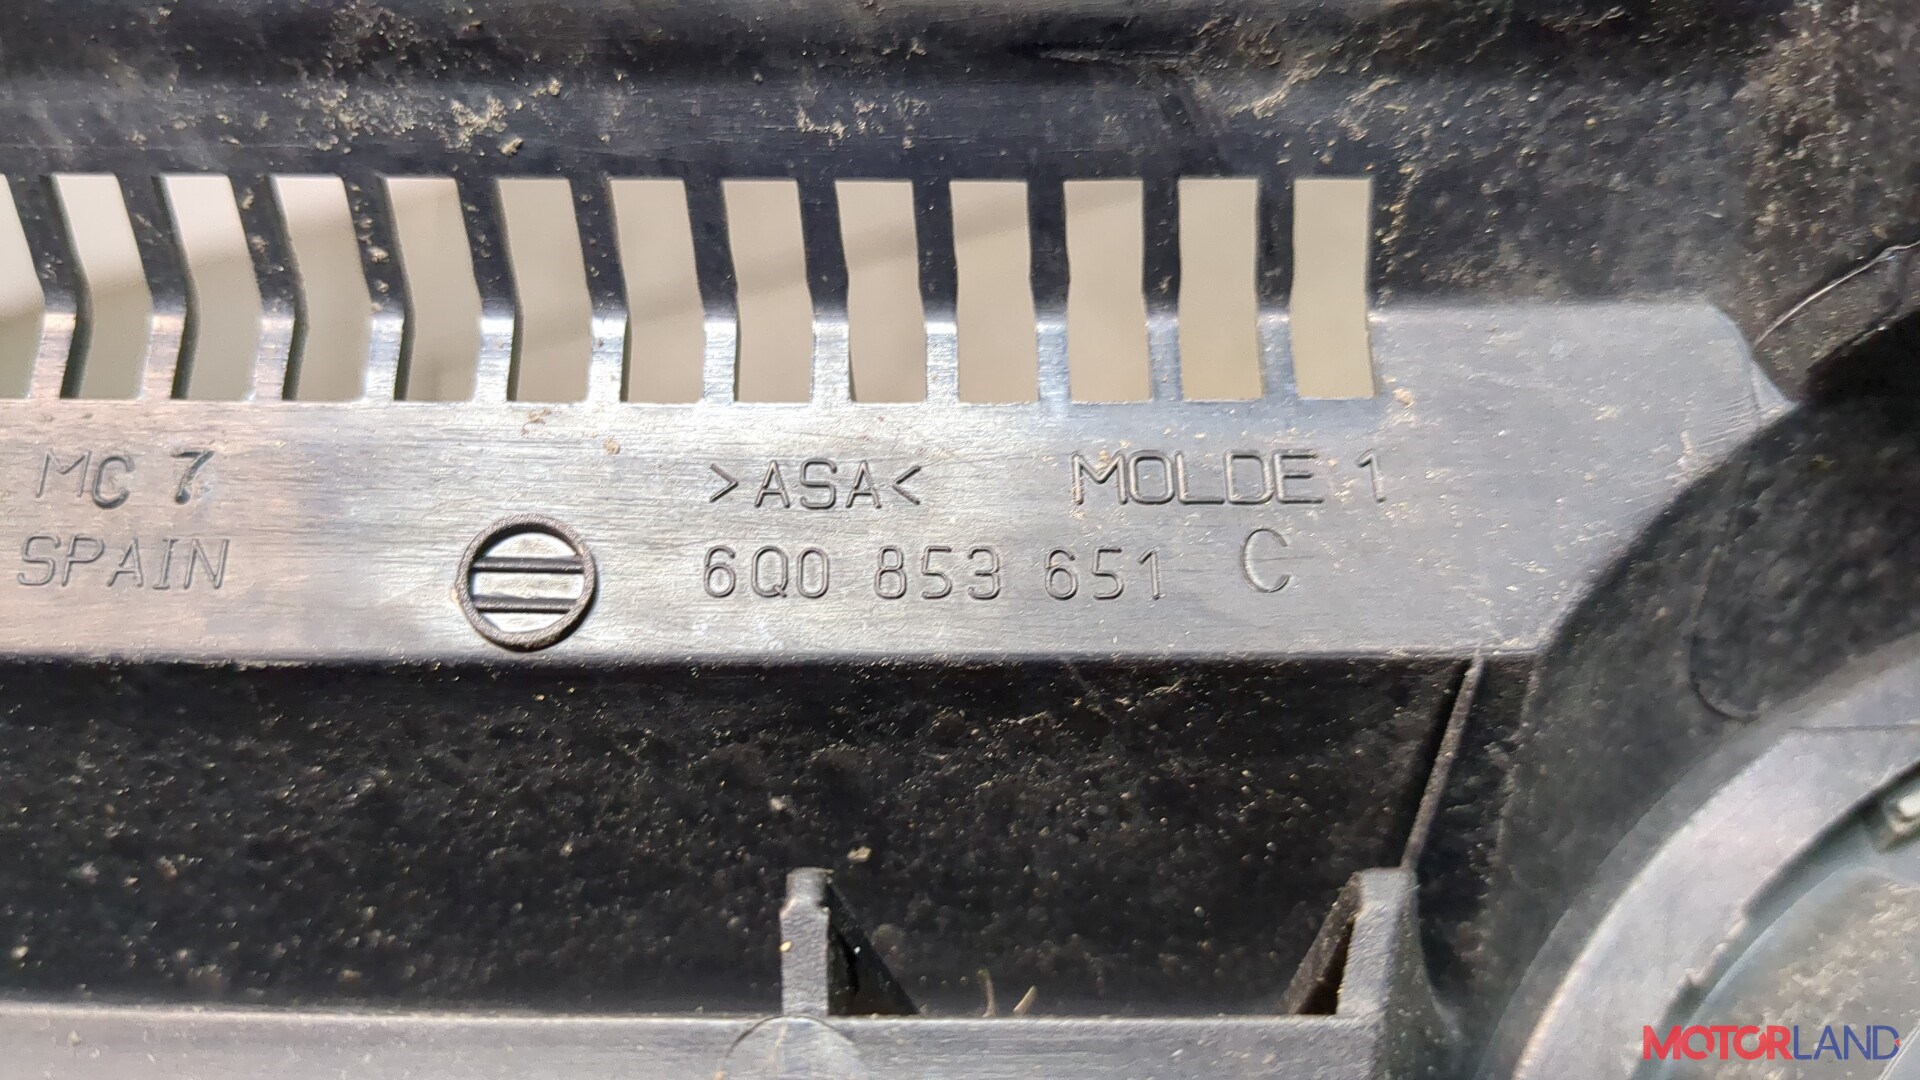 MC 7
SPAIN
>ASA< MOLDE 1
6Q0 853 651 C
MOTORLAND